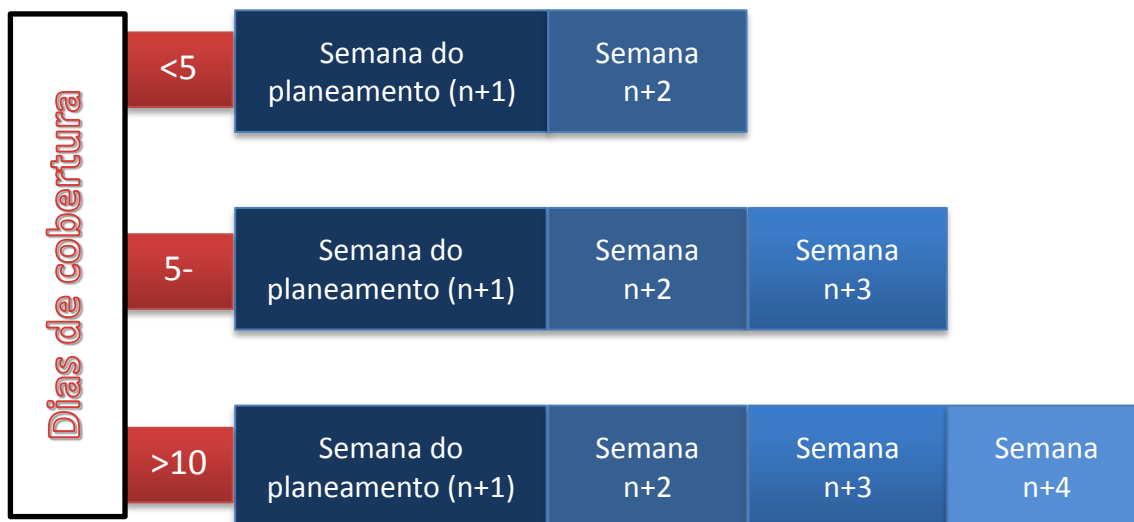 Dias de cobertura
<5
Semana do
planeamento (n+1)
Semana
n+2
5-
Semana do
planeamento (n+1)
Semana
n+2
Semana
n+3
>10
Semana do
planeamento (n+1)
Semana
n+2
Semana
n+3
Semana
n+4